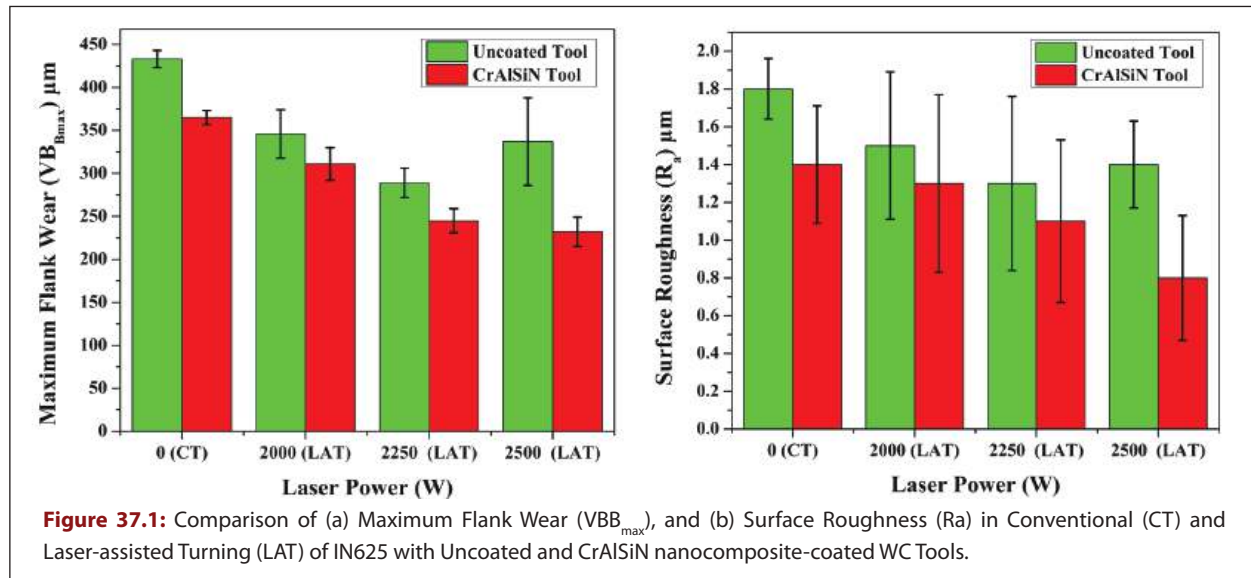 Maximum Flank Wear (VB_Bmax) μm
450
400
350
300
250
200
150
100
50
0
Uncoated Tool
CrAlSiN Tool
0 (CT) 2000 (LAT) 2250 (LAT) 2500 (LAT)
Laser Power (W)
Surface Roughness (R_a) μm
2.0
1.8
1.6
1.4
1.2
1.0
0.8
0.6
0.4
0.2
0.0
Uncoated Tool
CrAlSiN Tool
0 (CT) 2000 (LAT) 2250 (LAT) 2500 (LAT)
Laser Power (W)
Figure 37.1: Comparison of (a) Maximum Flank Wear (VBB_max), and (b) Surface Roughness (Ra) in Conventional (CT) and
Laser-assisted Turning (LAT) of IN625 with Uncoated and CrAlSiN nanocomposite-coated WC Tools.